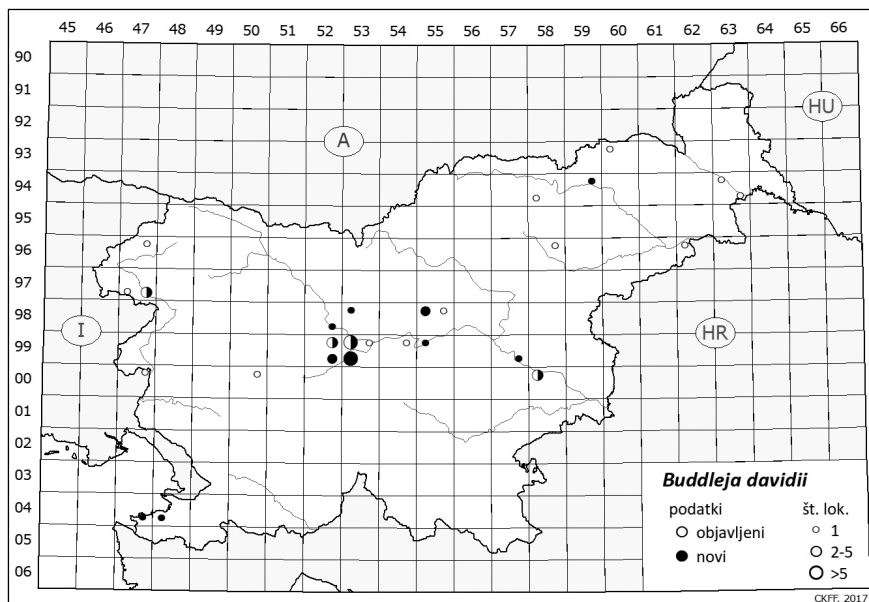 45 46 47 48 49 50 51 52 53 54 55 56 57 58 59 60 61 62 63 64 65 66
90
91
HU
92
A
93
94
95
96
97
98
I
HR
99
00
01
02
03
Buddleja davidii
podatki št. lok.
04
objavljeni 1
05
novi 2-5
06
>5
CKFF, 2017